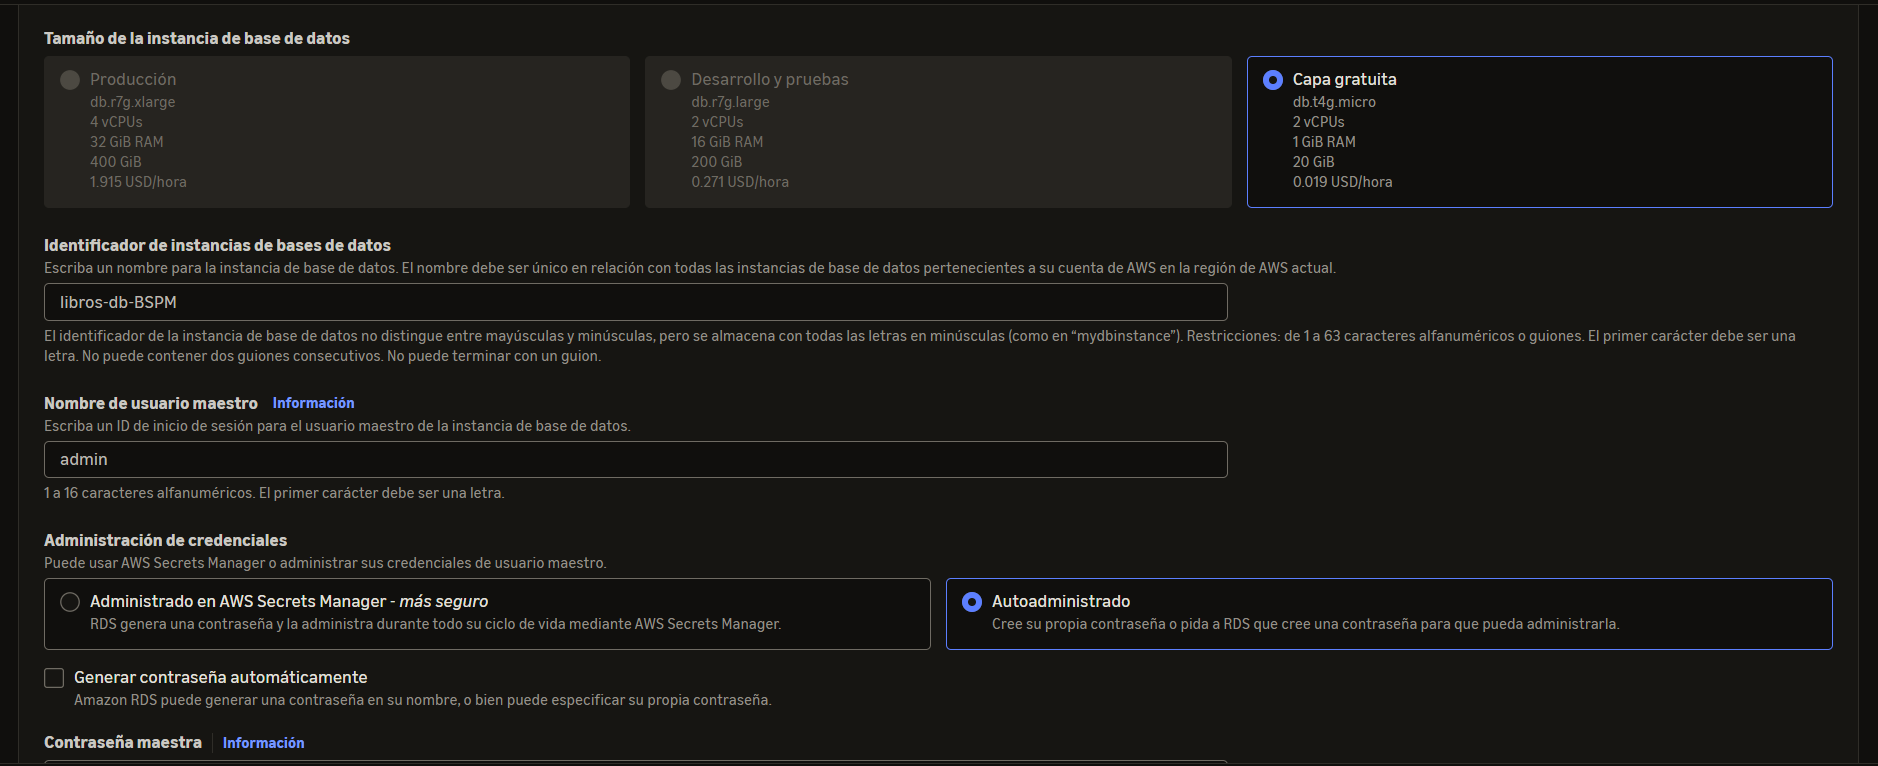 Tamaño de la instancia de base de datos
Producción
db.r7g.xlarge
4 vCPUs
32 GiB RAM
400 GiB
1.915 USD/hora
Desarrollo y pruebas
db.r7g.large
2 vCPUs
16 GiB RAM
200 GiB
0.271 USD/hora
Capa gratuita
db.t4g.micro
2 vCPUs
1 GiB RAM
20 GiB
0.019 USD/hora
Identificador de instancias de bases de datos
Escriba un nombre para la instancia de base de datos. El nombre debe ser único en relación con todas las instancias de base de datos pertenecientes a su cuenta de AWS en la región de AWS actual.
libros-db-BSPM
El identificador de la instancia de base de datos no distingue entre mayúsculas y minúsculas, pero se almacena con todas las letras en minúsculas (como en “mydbinstance”). Restricciones: de 1 a 63 caracteres alfanuméricos o guiones. El primer carácter debe ser una
letra. No puede contener dos guiones consecutivos. No puede terminar con un guion.
Nombre de usuario maestro Información
Escriba un ID de inicio de sesión para el usuario maestro de la instancia de base de datos.
admin
1 a 16 caracteres alfanuméricos. El primer carácter debe ser una letra.
Administración de credenciales
Puede usar AWS Secrets Manager o administrar sus credenciales de usuario maestro.
Administrado en AWS Secrets Manager - más seguro
RDS genera una contraseña y la administra durante todo su ciclo de vida mediante AWS Secrets Manager.
Autoadministrado
Cree su propia contraseña o pida a RDS que cree una contraseña para que pueda administrarla.
Generar contraseña automáticamente
Amazon RDS puede generar una contraseña en su nombre, o bien puede especificar su propia contraseña.
Contraseña maestra Información